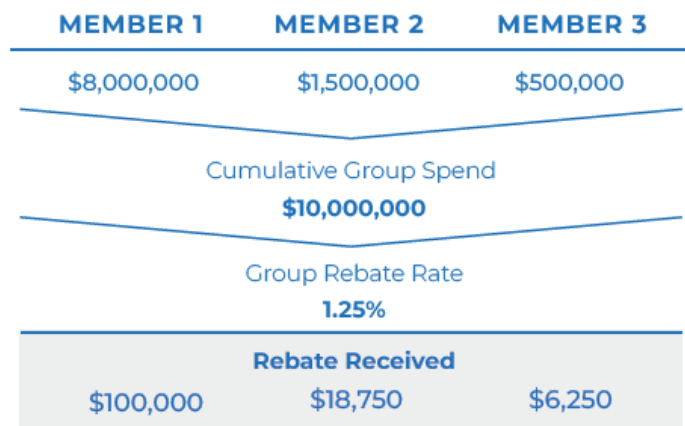 MEMBER 1 MEMBER 2 MEMBER 3
$8,000,000 $1,500,000 $500,000
Cumulative Group Spend
$10,000,000
Group Rebate Rate
1.25%
Rebate Received
$100,000 $18,750 $6,250